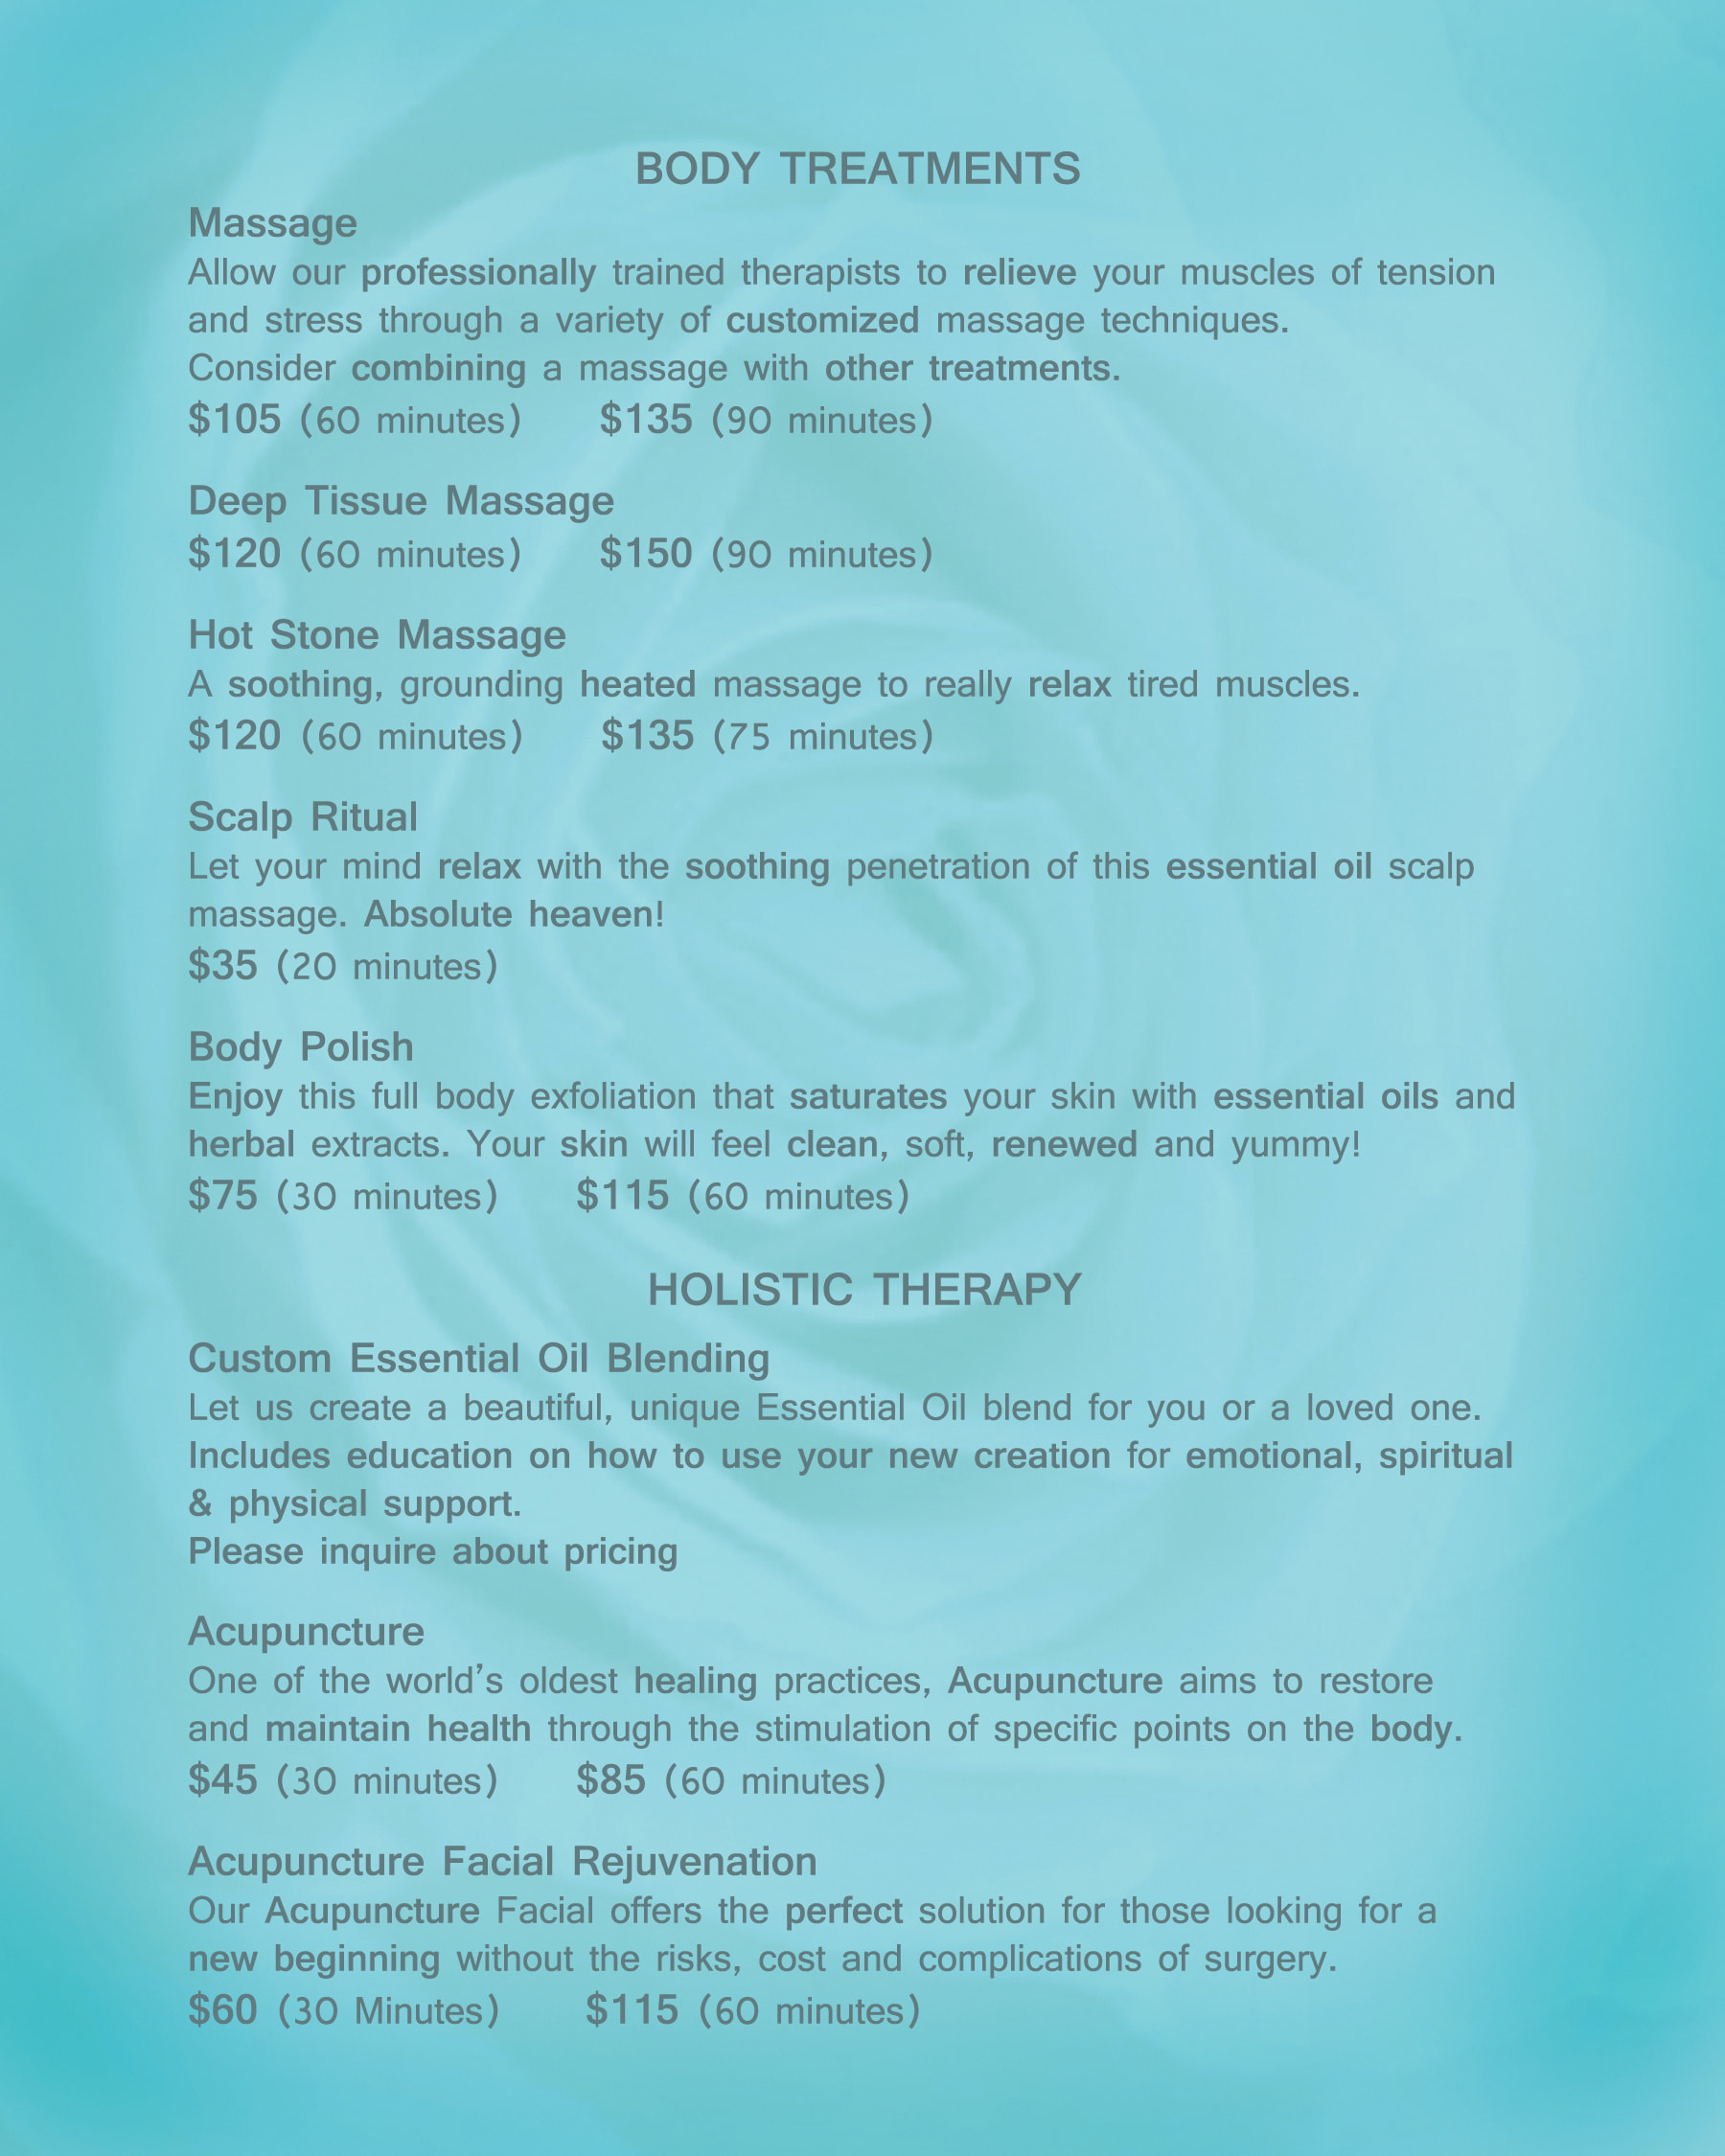 BODY TREATMENTS
Massage
Allow our professionally trained therapists to relieve your muscles of tension
and stress through a variety of customized massage techniques.
Consider combining a massage with other treatments.
$105 (60 minutes) $135 (90 minutes)
Deep Tissue Massage
$120 (60 minutes) $150 (90 minutes)
Hot Stone Massage
A soothing, grounding heated massage to really relax tired muscles.
$120 (60 minutes) $135 (75 minutes)
Scalp Ritual
Let your mind relax with the soothing penetration of this essential oil scalp
massage. Absolute heaven!
$35 (20 minutes)
Body Polish
Enjoy this full body exfoliation that saturates your skin with essential oils and
herbal extracts. Your skin will feel clean, soft, renewed and yummy!
$75 (30 minutes) $115 (60 minutes)
HOLISTIC THERAPY
Custom Essential Oil Blending
Let us create a beautiful, unique Essential Oil blend for you or a loved one.
Includes education on how to use your new creation for emotional, spiritual
& physical support.
Please inquire about pricing
Acupuncture
One of the world's oldest healing practices, Acupuncture aims to restore
and maintain health through the stimulation of specific points on the body.
$45 (30 minutes) $85 (60 minutes)
Acupuncture Facial Rejuvenation
Our Acupuncture Facial offers the perfect solution for those looking for a
new beginning without the risks, cost and complications of surgery.
$60 (30 Minutes) $115 (60 minutes)